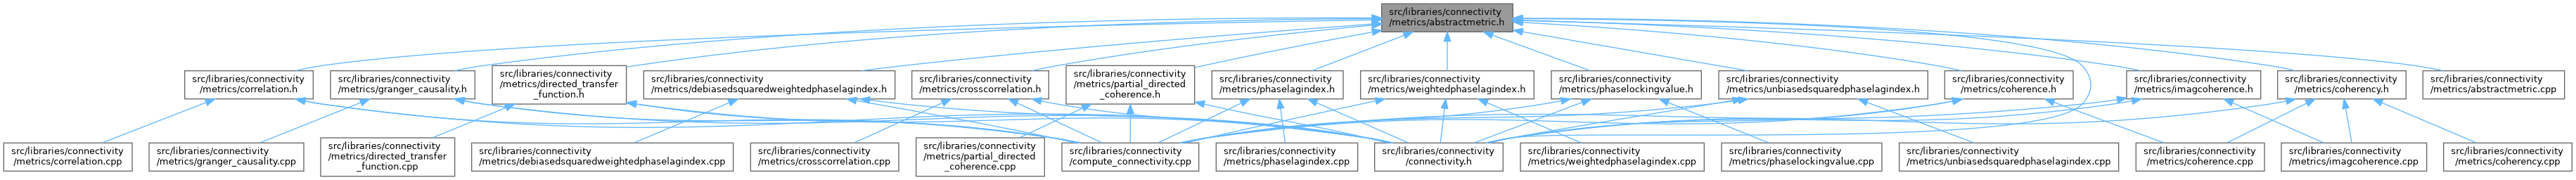 src/libraries/connectivity
/metrics/abstractmetric.h
src/libraries/connectivity
/metrics/correlation.h
src/libraries/connectivity
/metrics/granger_causality.h
src/libraries/connectivity
/metrics/directed_transfer
_function.h
src/libraries/connectivity
/metrics/debiasedsquaredweightedphaselagindex.h
src/libraries/connectivity
/metrics/crosscorrelation.h
src/libraries/connectivity
/metrics/partial_directed
_coherence.h
src/libraries/connectivity
/metrics/phaselagindex.h
src/libraries/connectivity
/metrics/weightedphaselagindex.h
src/libraries/connectivity
/metrics/phaselockingvalue.h
src/libraries/connectivity
/metrics/unbiasedsquaredphaselagindex.h
src/libraries/connectivity
/metrics/coherence.h
src/libraries/connectivity
/metrics/imagcoherence.h
src/libraries/connectivity
/metrics/coherency.h
src/libraries/connectivity
/metrics/abstractmetric.cpp
src/libraries/connectivity
/metrics/correlation.cpp
src/libraries/connectivity
/metrics/granger_causality.cpp
src/libraries/connectivity
/metrics/directed_transfer
_function.cpp
src/libraries/connectivity
/metrics/debiasedsquaredweightedphaselagindex.cpp
src/libraries/connectivity
/metrics/crosscorrelation.cpp
src/libraries/connectivity
/metrics/partial_directed
_coherence.cpp
src/libraries/connectivity
/compute_connectivity.cpp
src/libraries/connectivity
/metrics/phaselagindex.cpp
src/libraries/connectivity
/connectivity.h
src/libraries/connectivity
/metrics/weightedphaselagindex.cpp
src/libraries/connectivity
/metrics/phaselockingvalue.cpp
src/libraries/connectivity
/metrics/unbiasedsquaredphaselagindex.cpp
src/libraries/connectivity
/metrics/coherence.cpp
src/libraries/connectivity
/metrics/imagcoherence.cpp
src/libraries/connectivity
/metrics/coherency.cpp